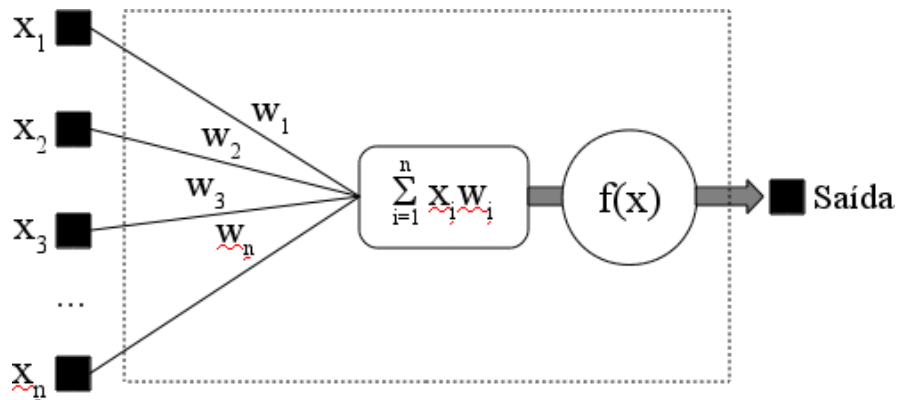 x₁
w₁
x₂
w₂
w₃
x₃
wₙ
...
xₙ
n
∑ xᵢwᵢ
i=1
f(x)
Saída